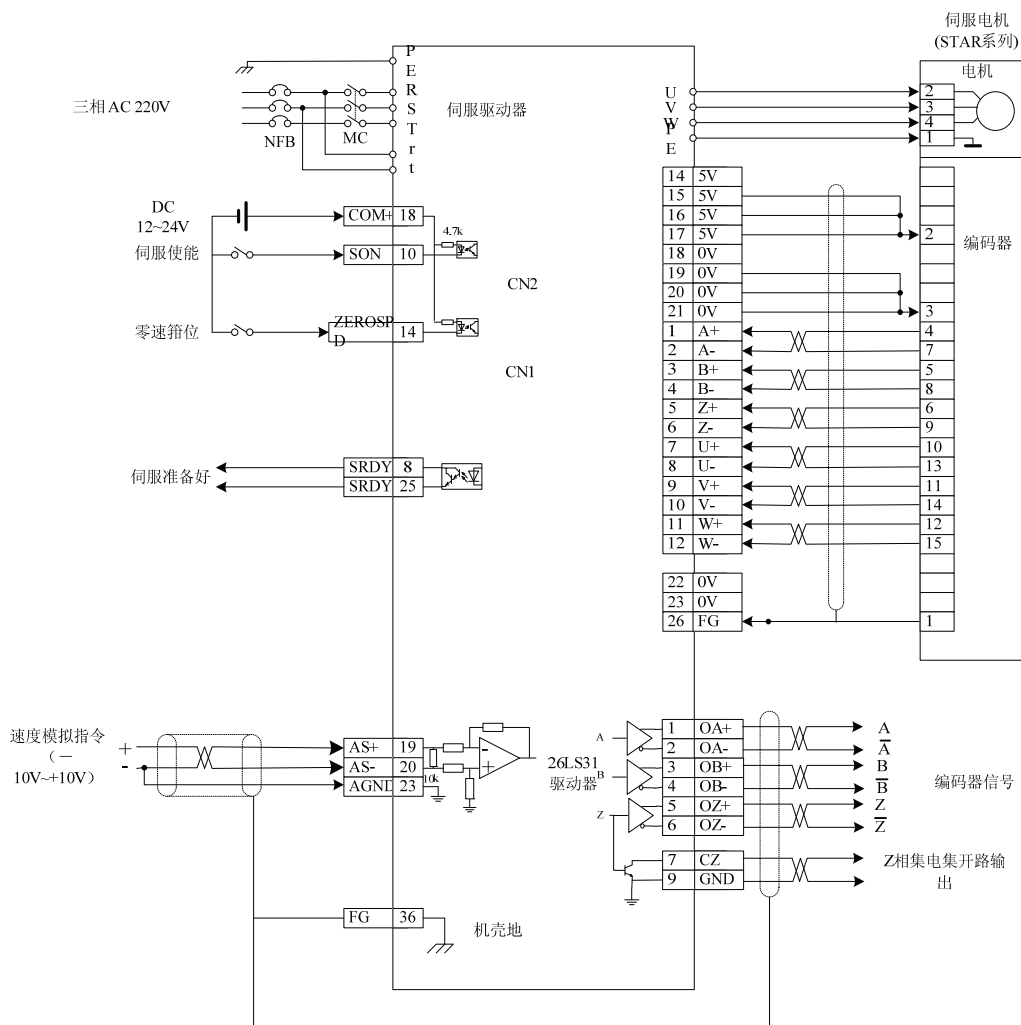 伺服电机
(STAR系列)
电机
2
3
4
1
P
E
R
S
T
r
t
三相 AC 220V
NFB
MC
伺服驱动器
U
V
W
P
E
DC
12~24V
COM+ 18
4.7k
伺服使能
SON 10
CN2
零速箝位
ZEROSP
D
14
CN1
伺服准备好
SRDY 8
SRDY 25
14 5V
15 5V
16 5V
17 5V
18 0V
19 0V
20 0V
21 0V
1 A+
2 A-
3 B+
4 B-
5 Z+
6 Z-
7 U+
8 U-
9 V+
10 V-
11 W+
12 W-
22 0V
23 0V
26 FG
2
编码器
3
4
7
5
8
6
9
10
13
11
14
12
15
1
速度模拟指令
（—
10V~+10V）
+
-
AS+ 19
AS- 20
AGND 23
10k
-
+
26LS31
驱动器
A
B
Z
1 OA+
2 OA-
3 OB+
4 OB-
5 OZ+
6 OZ-
7 CZ
9 GND
A
A̅
B
B̅
Z
Z̅
编码器信号
Z相集电集开路输
出
FG 36
机壳地